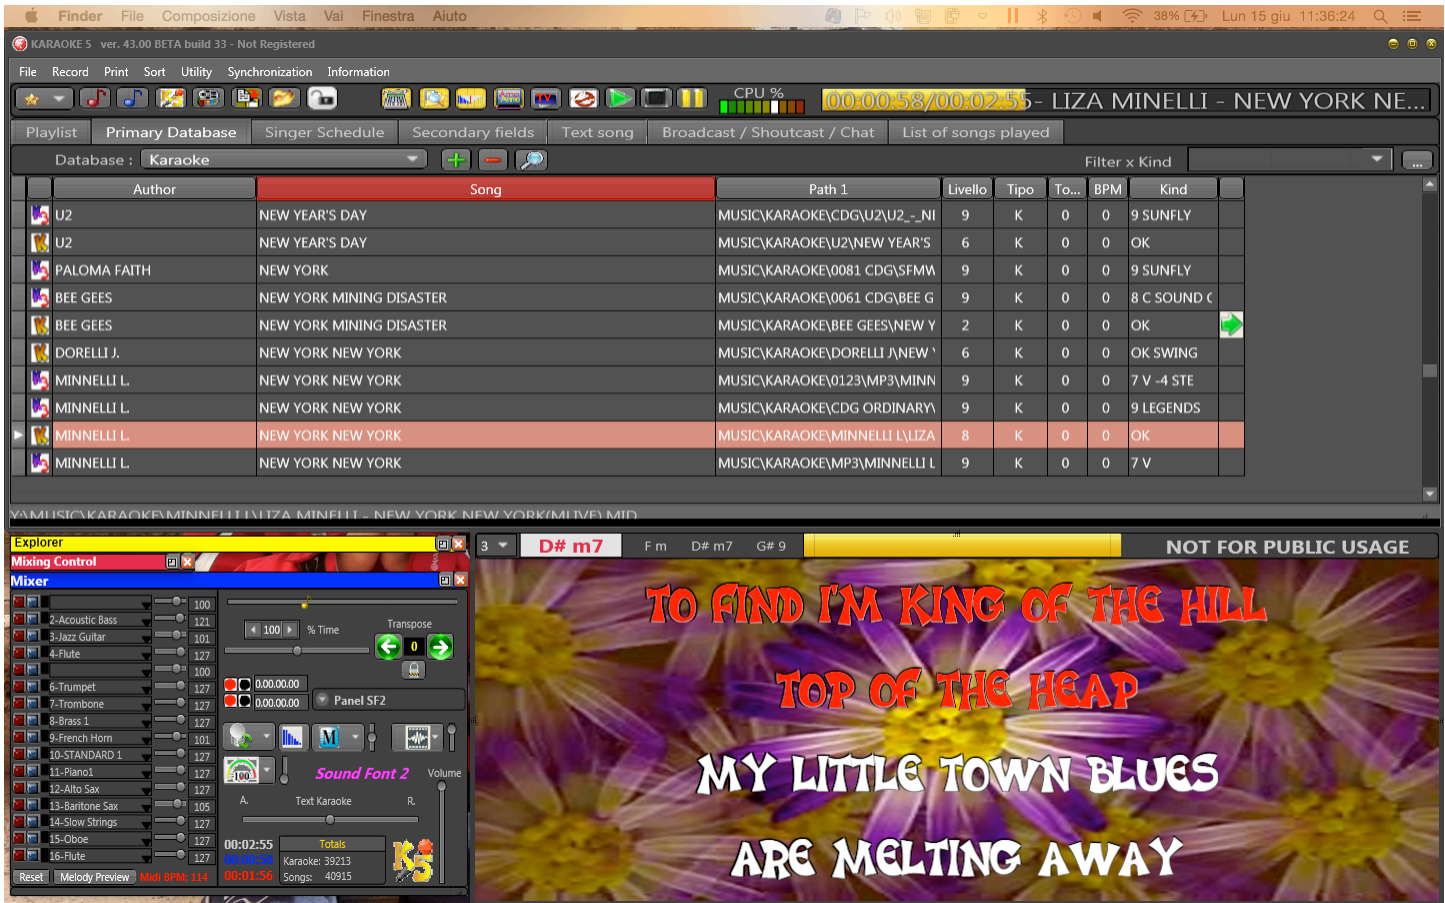 Finder File Composizione Vista Vai Finestra Aiuto 38% Lun 15 giu 11:36:24
KARAOKE 5 ver. 43.00 BETA build 33 - Not Registered
File Record Print Sort Utility Synchronization Information
CPU % 00:00:58/00:02:55- LIZA MINELLI - NEW YORK NE...
Playlist Primary Database Singer Schedule Secondary fields Text song Broadcast / Shoutcast / Chat List of songs played
Database : Karaoke Filter x Kind ...
Author Song Path 1 Livello Tipo To... BPM Kind
U2 NEW YEAR'S DAY MUSIC\KARAOKE\CDG\U2\U2_-_NI 9 K 0 0 9 SUNFLY
U2 NEW YEAR'S DAY MUSIC\KARAOKE\U2\NEW YEAR'S 6 K 0 0 OK
PALOMA FAITH NEW YORK MUSIC\KARAOKE\0081 CDG\SFMW 9 K 0 0 9 SUNFLY
BEE GEES NEW YORK MINING DISASTER MUSIC\KARAOKE\0061 CDG\BEE G 9 K 0 0 8 C SOUND C
BEE GEES NEW YORK MINING DISASTER MUSIC\KARAOKE\BEE GEES\NEW Y 2 K 0 0 OK
DORELLI J. NEW YORK NEW YORK MUSIC\KARAOKE\DORELLI J\NEW 6 K 0 0 OK SWING
MINNELLI L. NEW YORK NEW YORK MUSIC\KARAOKE\0123\MP3\MINN 9 K 0 0 7 V -4 STE
MINNELLI L. NEW YORK NEW YORK MUSIC\KARAOKE\CDG ORDINARY\ 9 K 0 0 9 LEGENDS
MINNELLI L. NEW YORK NEW YORK MUSIC\KARAOKE\MINNELLI L\LIZA 8 K 0 0 OK
MINNELLI L. NEW YORK NEW YORK MUSIC\KARAOKE\MP3\MINNELLI L 9 K 0 0 7 V
Y:\MUSIC\KARAOKE\MINNELLI L\LIZA MINELLI - NEW YORK NEW YORK(MLIVE).MID
Explorer
Mixing Control
Mixer
100
2-Acoustic Bass 121
3-Jazz Guitar 101
4-Flute 127
100
6-Trumpet 127
7-Trombone 127
8-Brass 1 127
9-French Horn 101
10-STANDARD 1 127
11-Piano1 127
12-Alto Sax 127
13-Baritone Sax 105
14-Slow Strings 127
15-Oboe 127
16-Flute 127
Reset Melody Preview Midi BPM: 114
100 % Time
Transpose
0
0.00.00.00
0.00.00.00
Panel SF2
M
100
Sound Font 2
Volume
A. Text Karaoke R.
00:02:55
00:00:58
00:01:56
Totals
Karaoke: 39213
Songs: 40915
K5
3 D# m7 F m D# m7 G# 9 NOT FOR PUBLIC USAGE
TO FIND I'M KING OF THE HILL
TOP OF THE HEAP
MY LITTLE TOWN BLUES
ARE MELTING AWAY